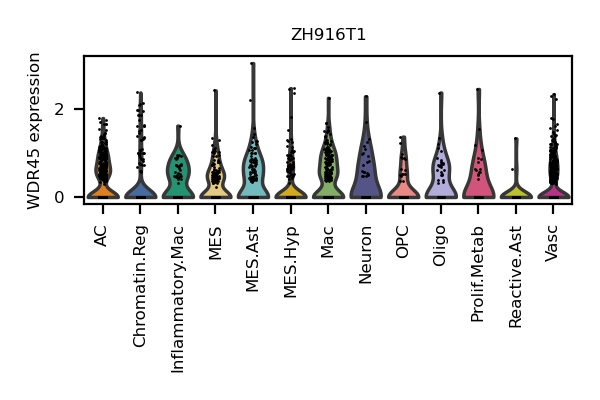 ZH916T1
WDR45 expression
2
0
AC
Chromatin.Reg
Inflammatory.Mac
MES
MES.Ast
MES.Hyp
Mac
Neuron
OPC
Oligo
Prolif.Metab
Reactive.Ast
Vasc